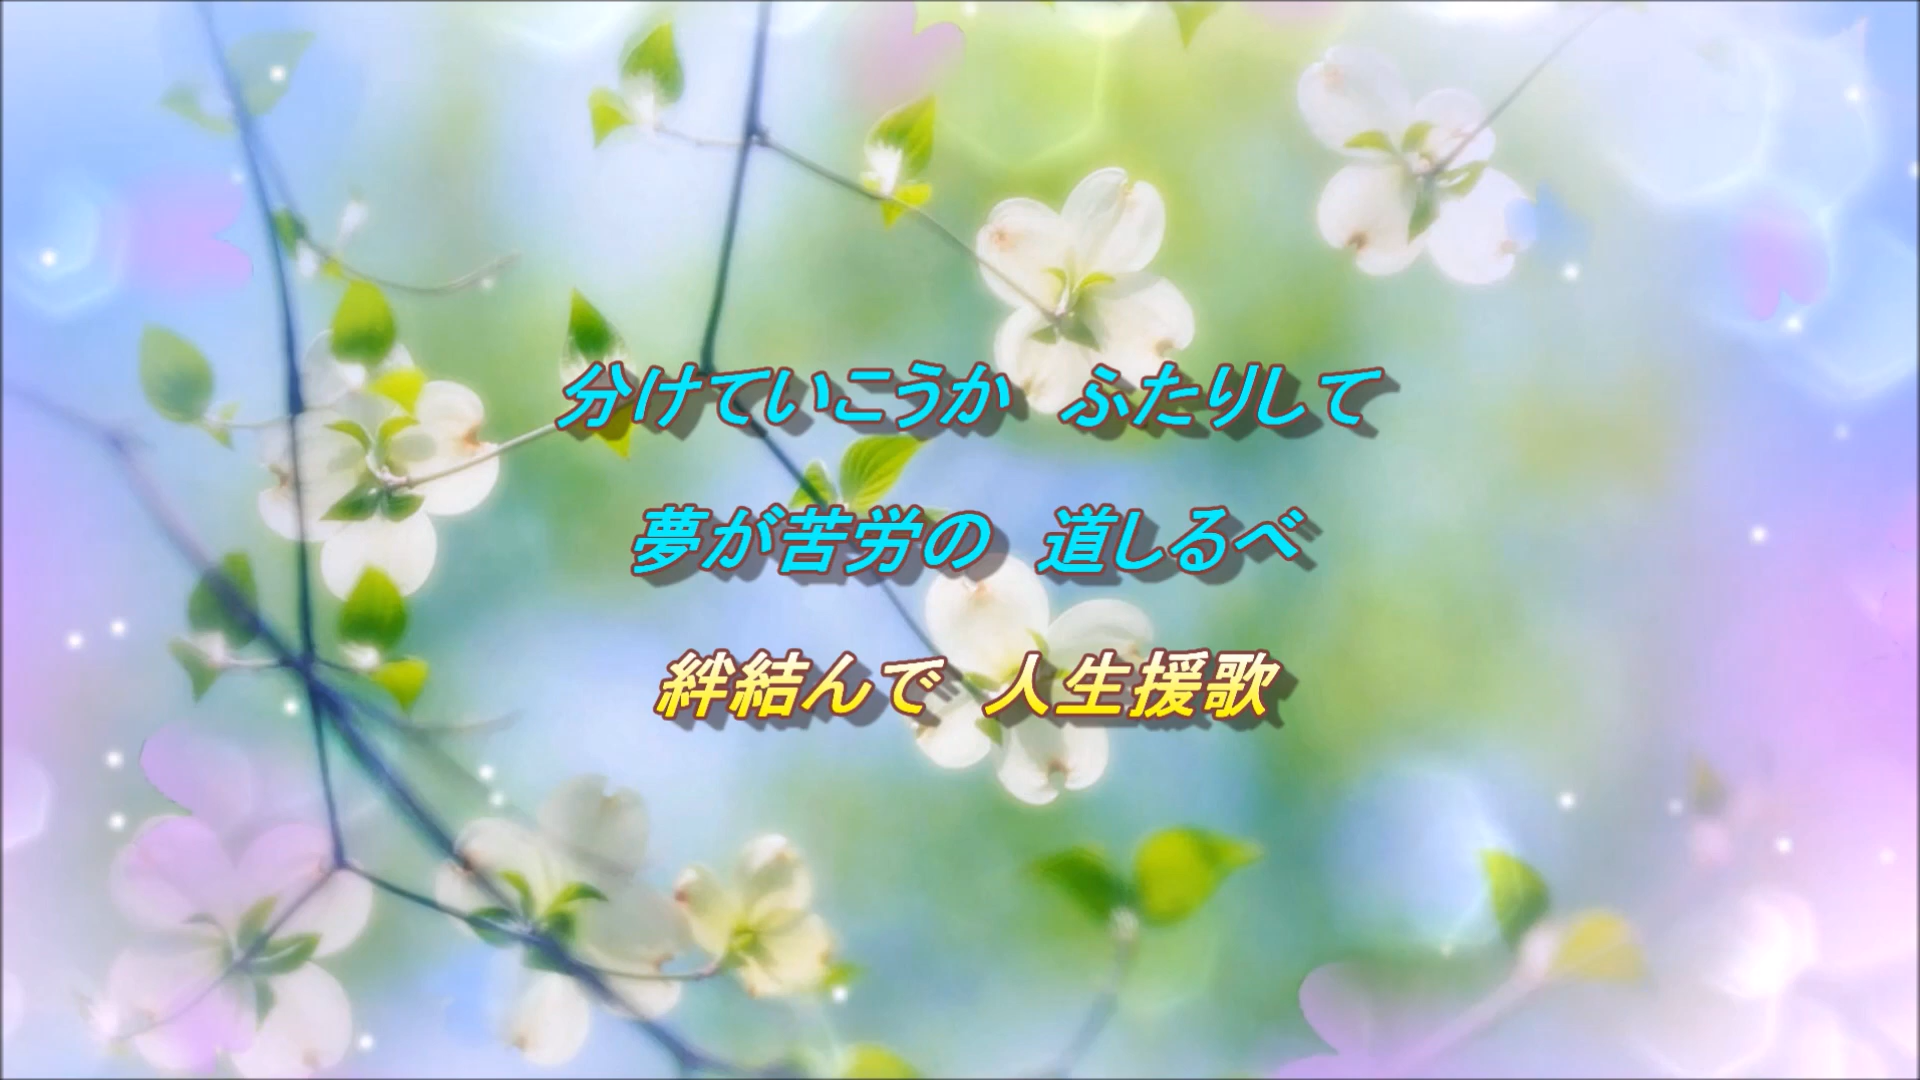 分けていこうか　ふたりして
夢が苦労の　道しるべ
絆結んで　人生援歌